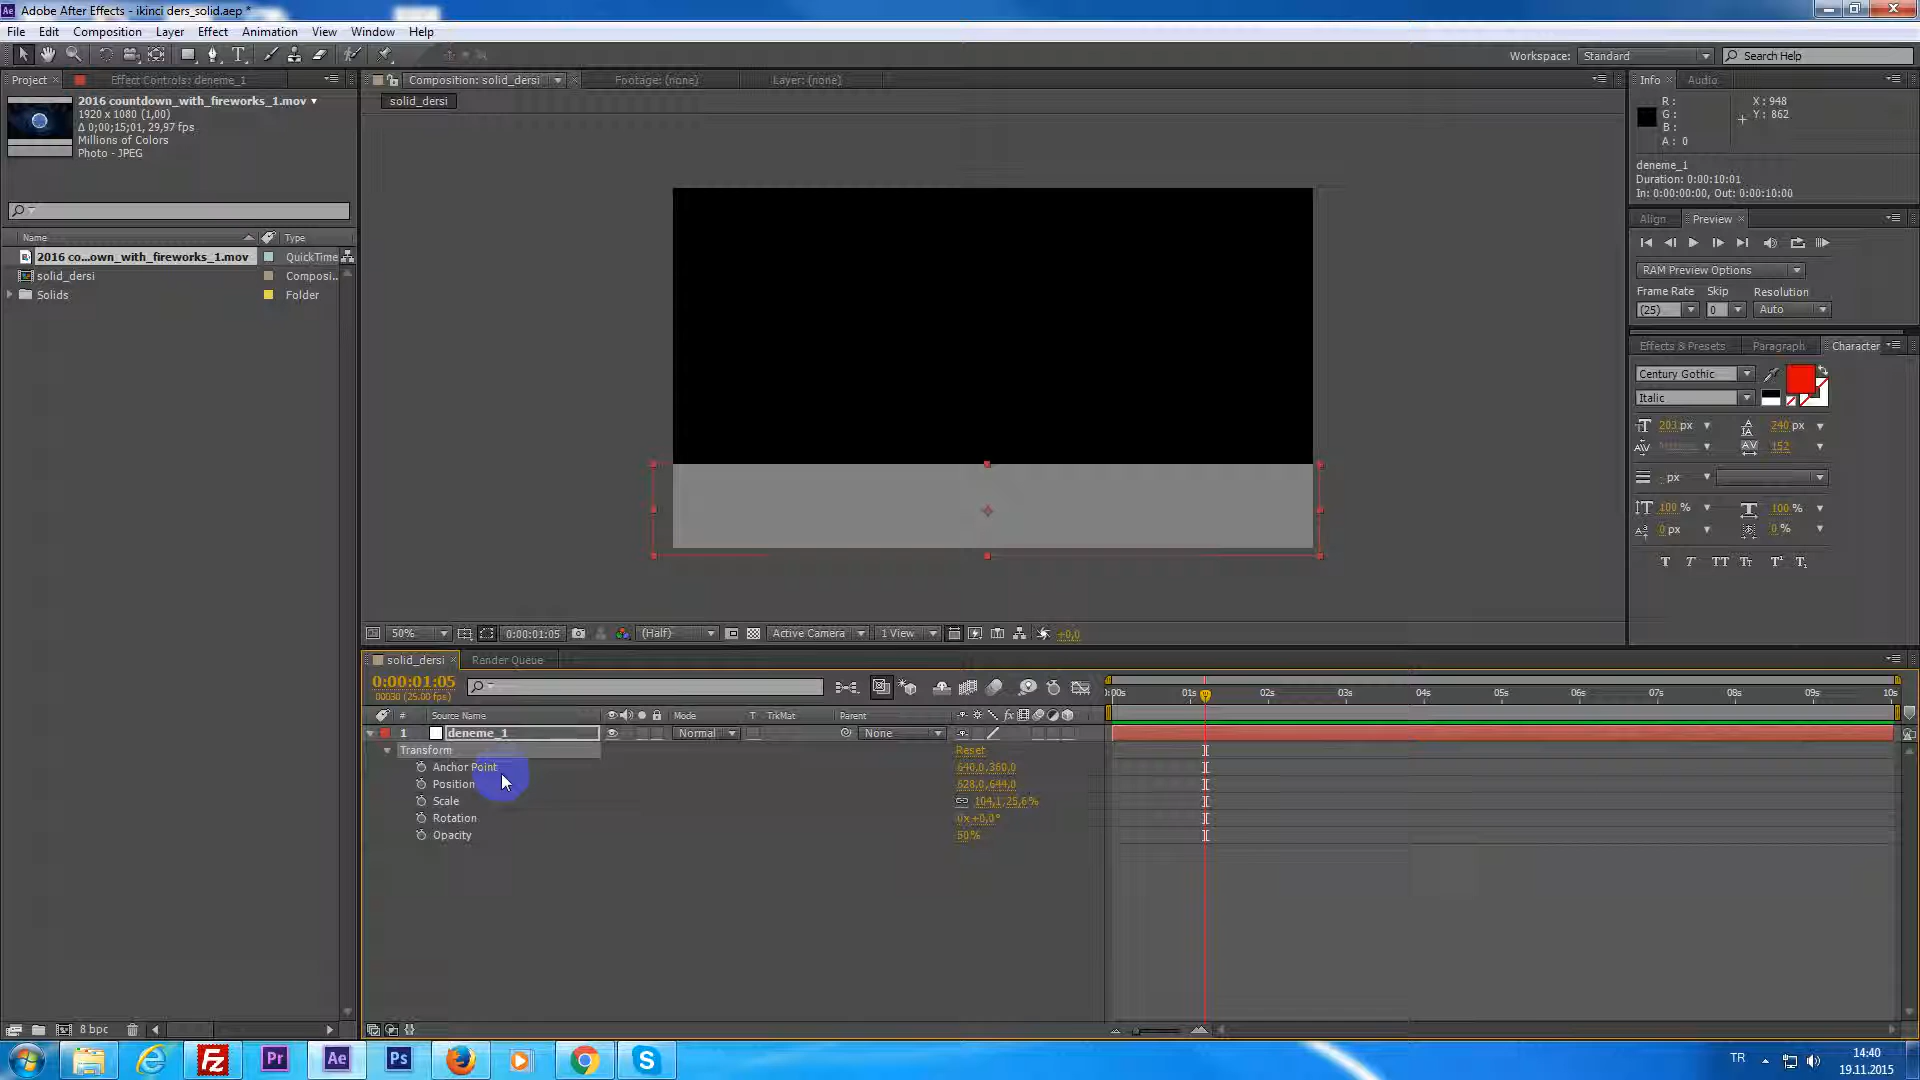 Adobe After Effects - ikinci ders_solid.aep *
File Edit Composition Layer Effect Animation View Window Help
Workspace: Standard Search Help
Project Effect Controls: deneme_1 Composition: solid_dersi Footage: (none) Layer: (none) Info Audio
2016 countdown_with_fireworks_1.mov
1920 x 1080 (1,00)
Δ 0;00;15;01, 29,97 fps
Millions of Colors
Photo - JPEG
solid_dersi
R :
G :
B :
A : 0
X : 948
Y : 862
deneme_1
Duration: 0:00:10:01
In: 0:00:00:00, Out: 0:00:10:00
Align Preview
RAM Preview Options
Frame Rate Skip Resolution
(25) 0 Auto
Name Type
2016 co...own_with_fireworks_1.mov QuickTime
solid_dersi Composi...
Solids Folder
Effects & Presets Paragraph Character
Century Gothic
Italic
203 px 240 px
152
px
100 % 100 %
0 px 0 %
T T TT Tt T¹ T₁
50% 0:00:01:05 (Half) Active Camera 1 View +0,0
solid_dersi Render Queue
0:00:01:05
00030 (25.00 fps)
:00s 01s 02s 03s 04s 05s 06s 07s 08s 09s 10s
# Source Name Mode T TrkMat Parent
1 deneme_1 Normal None
Transform Reset
Anchor Point 640,0,360,0
Position 628,0,644,0
Scale 104,1,25,6%
Rotation 0x+0,0°
Opacity 50%
8 bpc
Fz Pr Ae Ps S
TR 14:40
19.11.2015